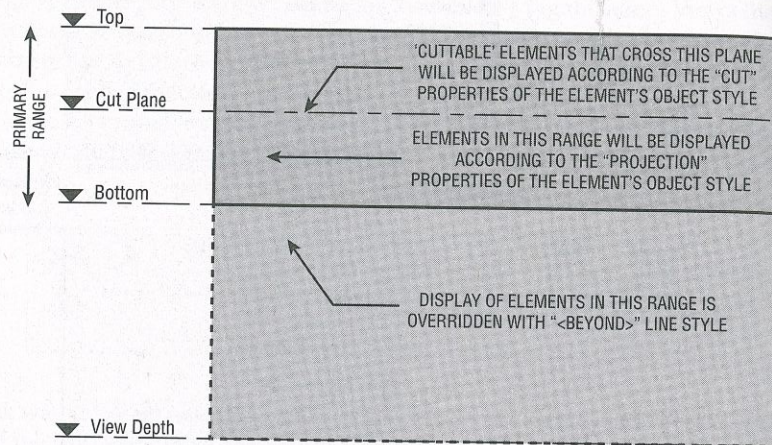 Top
'CUTTABLE' ELEMENTS THAT CROSS THIS PLANE
WILL BE DISPLAYED ACCORDING TO THE “CUT”
PROPERTIES OF THE ELEMENT'S OBJECT STYLE
Cut Plane
PRIMARY
RANGE
ELEMENTS IN THIS RANGE WILL BE DISPLAYED
ACCORDING TO THE “PROJECTION”
PROPERTIES OF THE ELEMENT'S OBJECT STYLE
Bottom
DISPLAY OF ELEMENTS IN THIS RANGE IS
OVERRIDDEN WITH “<BEYOND>” LINE STYLE
View Depth